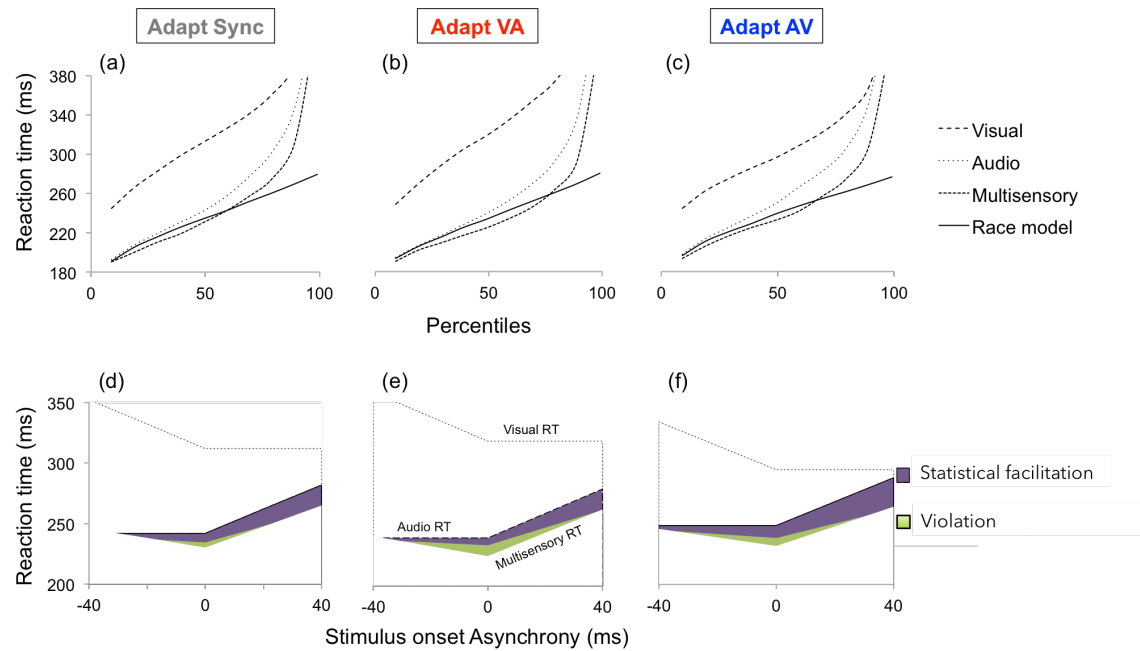 Adapt Sync
Adapt VA
Adapt AV
(a)
(b)
(c)
Reaction time (ms)
380
340
300
260
220
180
0
50
100
0
50
100
0
50
100
Percentiles
Visual
Audio
Multisensory
Race model
(d)
(e)
(f)
Reaction time (ms)
350
300
250
200
-40
0
40
-40
0
40
-40
0
40
Visual RT
Audio RT
Multisensory RT
Statistical facilitation
Violation
Stimulus onset Asynchrony (ms)